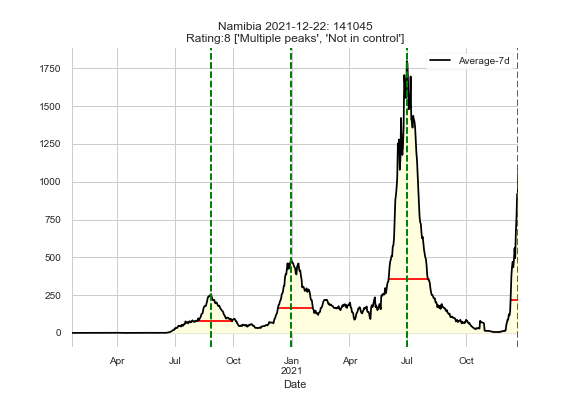 Namibia 2021-12-22: 141045
Rating:8 ['Multiple peaks', 'Not in control']
Average-7d
1750
1500
1250
1000
750
500
250
0
Apr Jul Oct Jan Apr Jul Oct
2021
Date